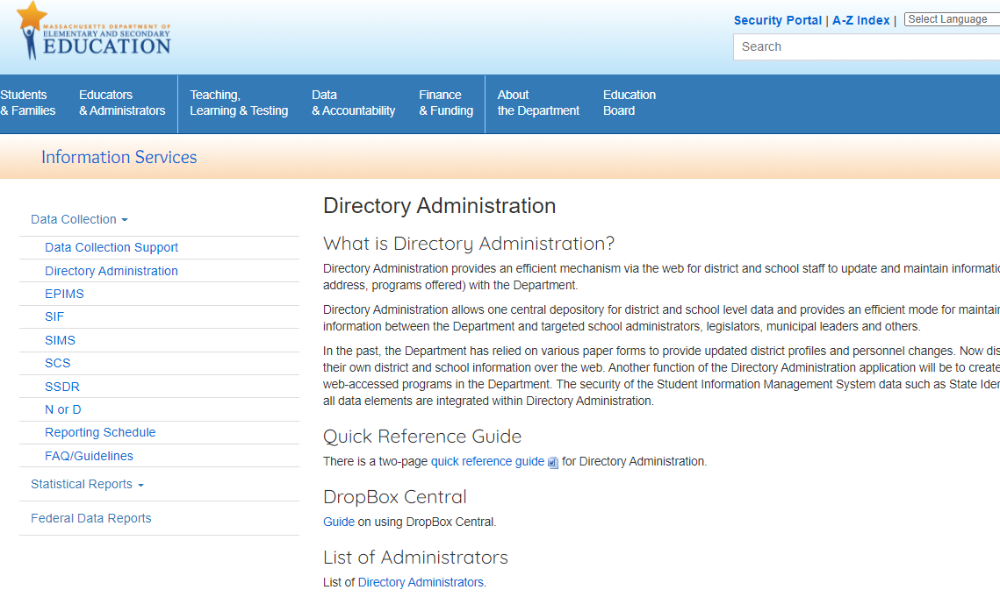 MASSACHUSETTS DEPARTMENT OF
ELEMENTARY AND SECONDARY
EDUCATION
Security Portal | A-Z Index |
Select Language
Search
Students
& Families
Educators
& Administrators
Teaching,
Learning & Testing
Data
& Accountability
Finance
& Funding
About
the Department
Education
Board
Information Services
Data Collection
Data Collection Support
Directory Administration
EPIMS
SIF
SIMS
SCS
SSDR
N or D
Reporting Schedule
FAQ/Guidelines
Statistical Reports
Federal Data Reports
Directory Administration
What is Directory Administration?
Directory Administration provides an efficient mechanism via the web for district and school staff to update and maintain
address, programs offered) with the Department.
Directory Administration allows one central depository for district and school level data and provides an efficient mode for
information between the Department and targeted school administrators, legislators, municipal leaders and others.
In the past, the Department has relied on various paper forms to provide updated district profiles and personnel changes. Now
their own district and school information over the web. Another function of the Directory Administration application will be to create
web-accessed programs in the Department. The security of the Student Information Management System data such as State
all data elements are integrated within Directory Administration.
Quick Reference Guide
There is a two-page quick reference guide for Directory Administration.
DropBox Central
Guide on using DropBox Central.
List of Administrators
List of Directory Administrators.